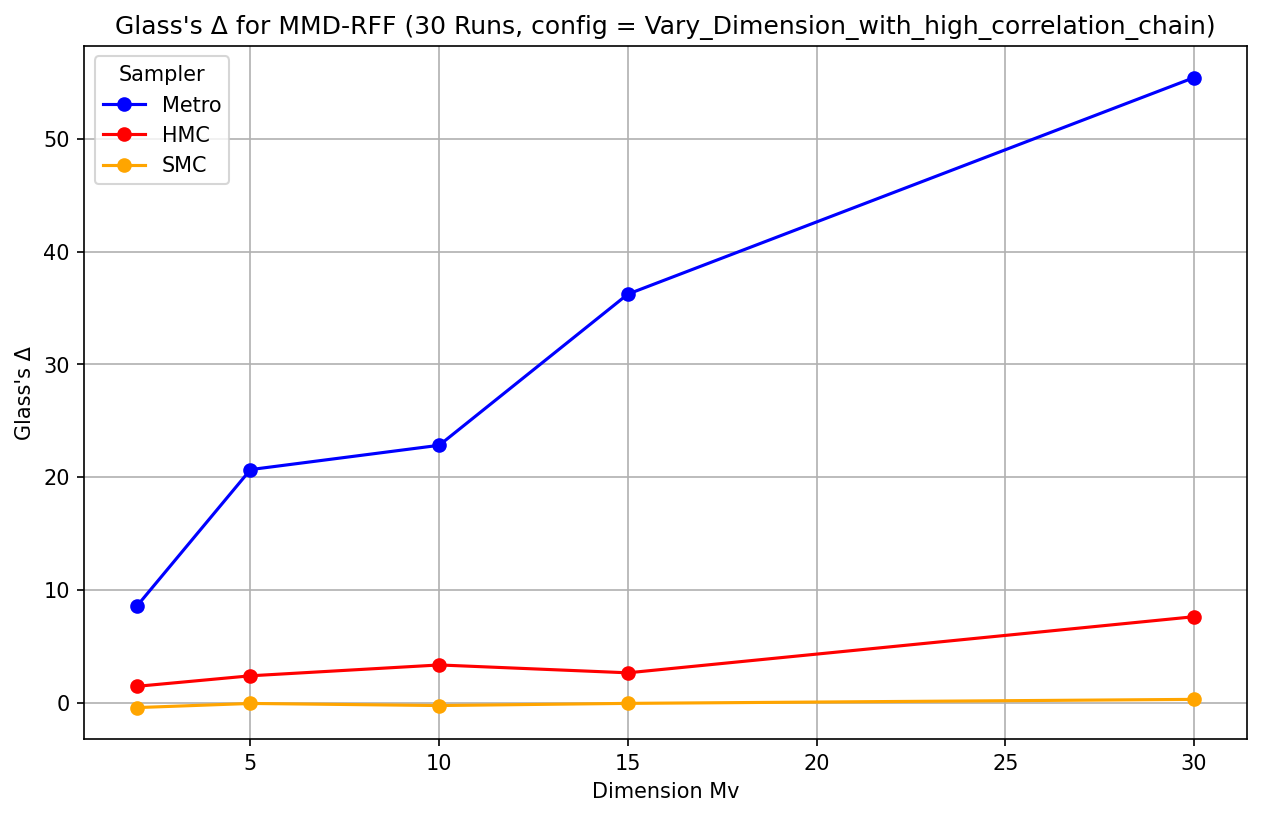 Glass's Δ for MMD-RFF (30 Runs, config = Vary_Dimension_with_high_correlation_chain)
Sampler
Metro
HMC
SMC
50
40
30
20
10
0
Glass's Δ
5 10 15 20 25 30
Dimension Mv